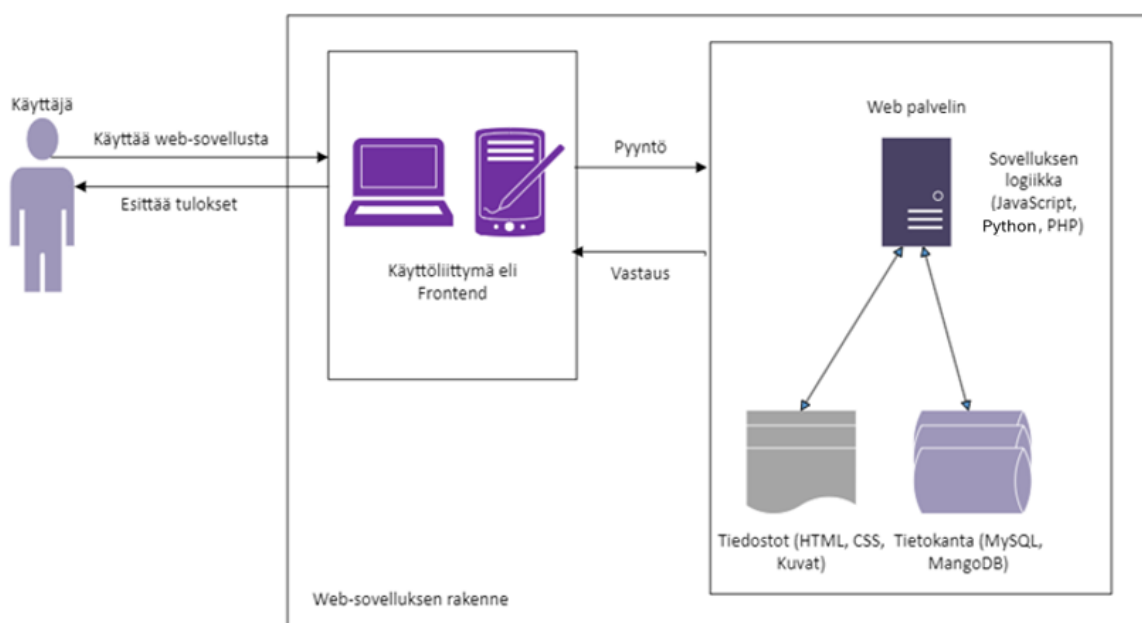 Käyttäjä
Käyttää web-sovellusta
Esittää tulokset
Käyttöliittymä eli
Frontend
Pyyntö
Vastaus
Web palvelin
Sovelluksen
logiikka
(JavaScript,
Python, PHP)
Tiedostot (HTML, CSS,
Kuvat)
Tietokanta (MySQL,
MangoDB)
Web-sovelluksen rakenne